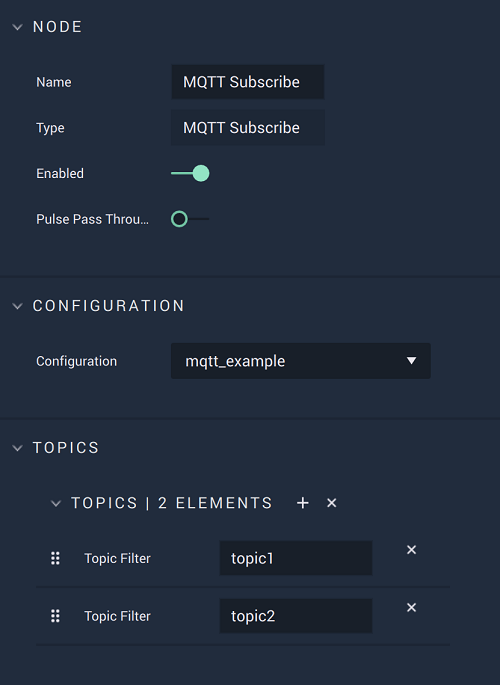 NODE
Name MQTT Subscribe
Type MQTT Subscribe
Enabled
Pulse Pass Throu...
CONFIGURATION
Configuration mqtt_example
TOPICS
TOPICS | 2 ELEMENTS
Topic Filter topic1
Topic Filter topic2